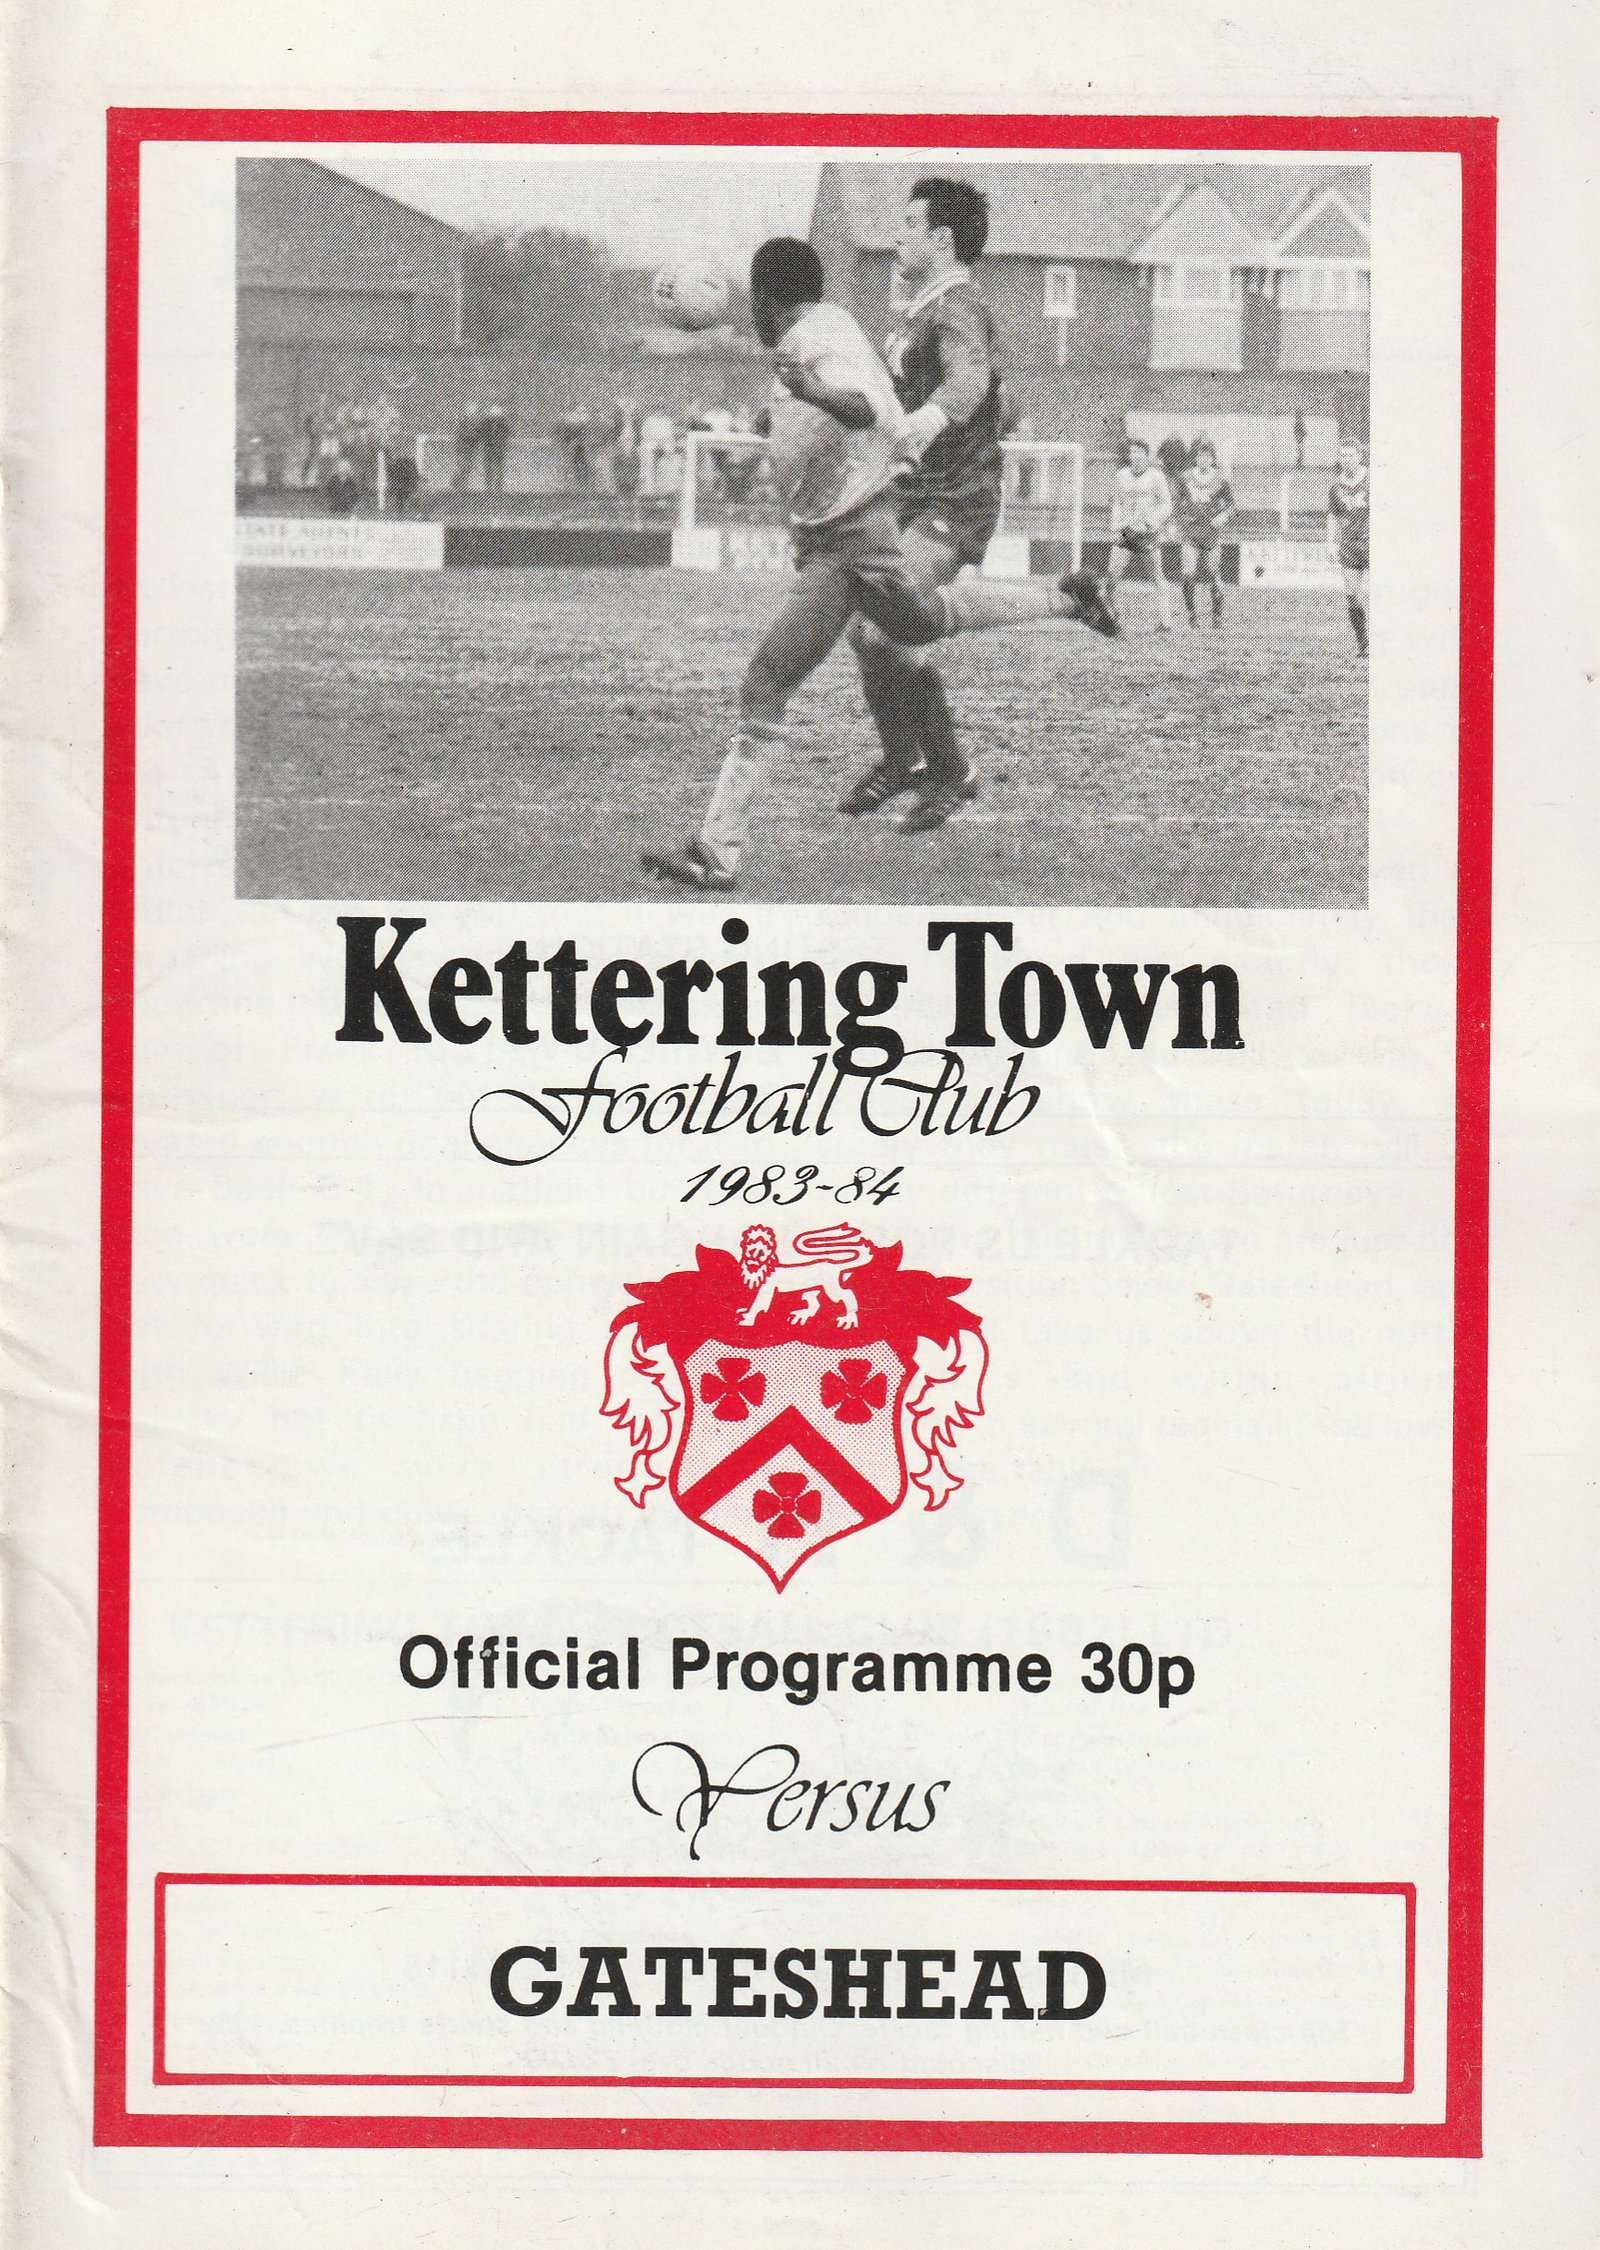 Kettering Town
Football Club
1983-84
Official Programme 30p
Versus
GATESHEAD